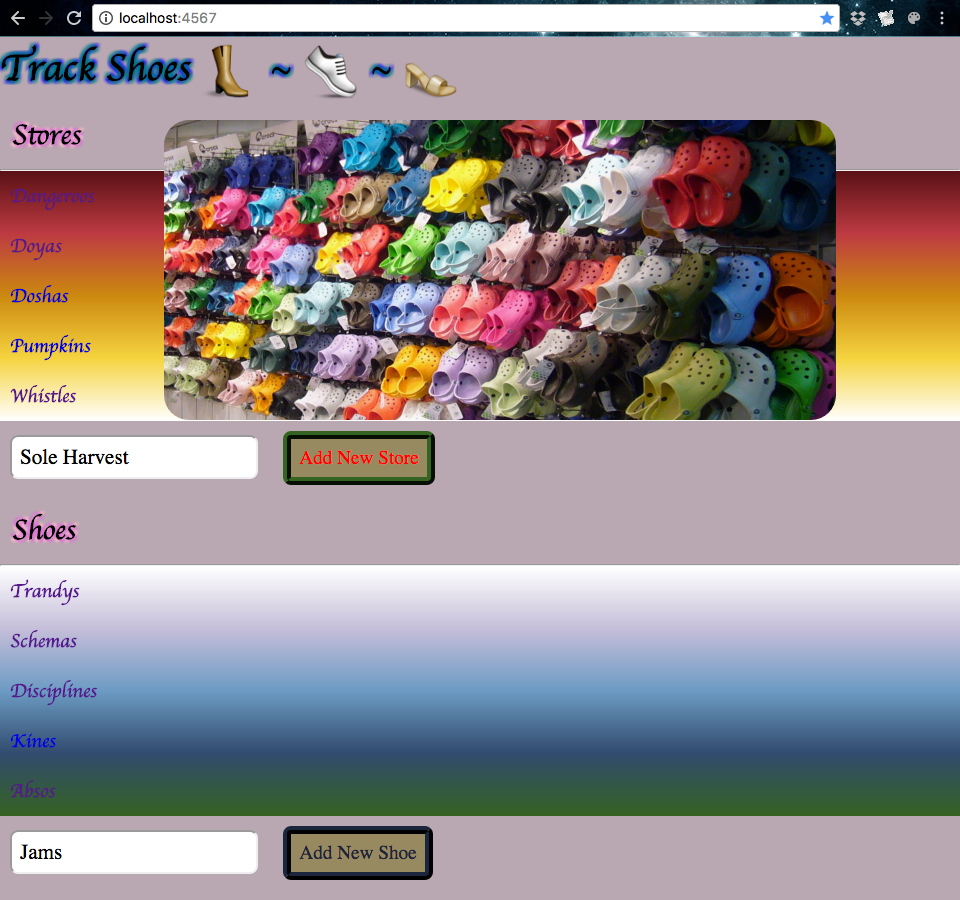 localhost:4567
Track Shoes ~ ~
Stores
crocs
Dangeroos
Doyas
Doshas
Pumpkins
Whistles
Sole Harvest
Add New Store
Shoes
Trandys
Schemas
Disciplines
Kines
Absos
Jams
Add New Shoe